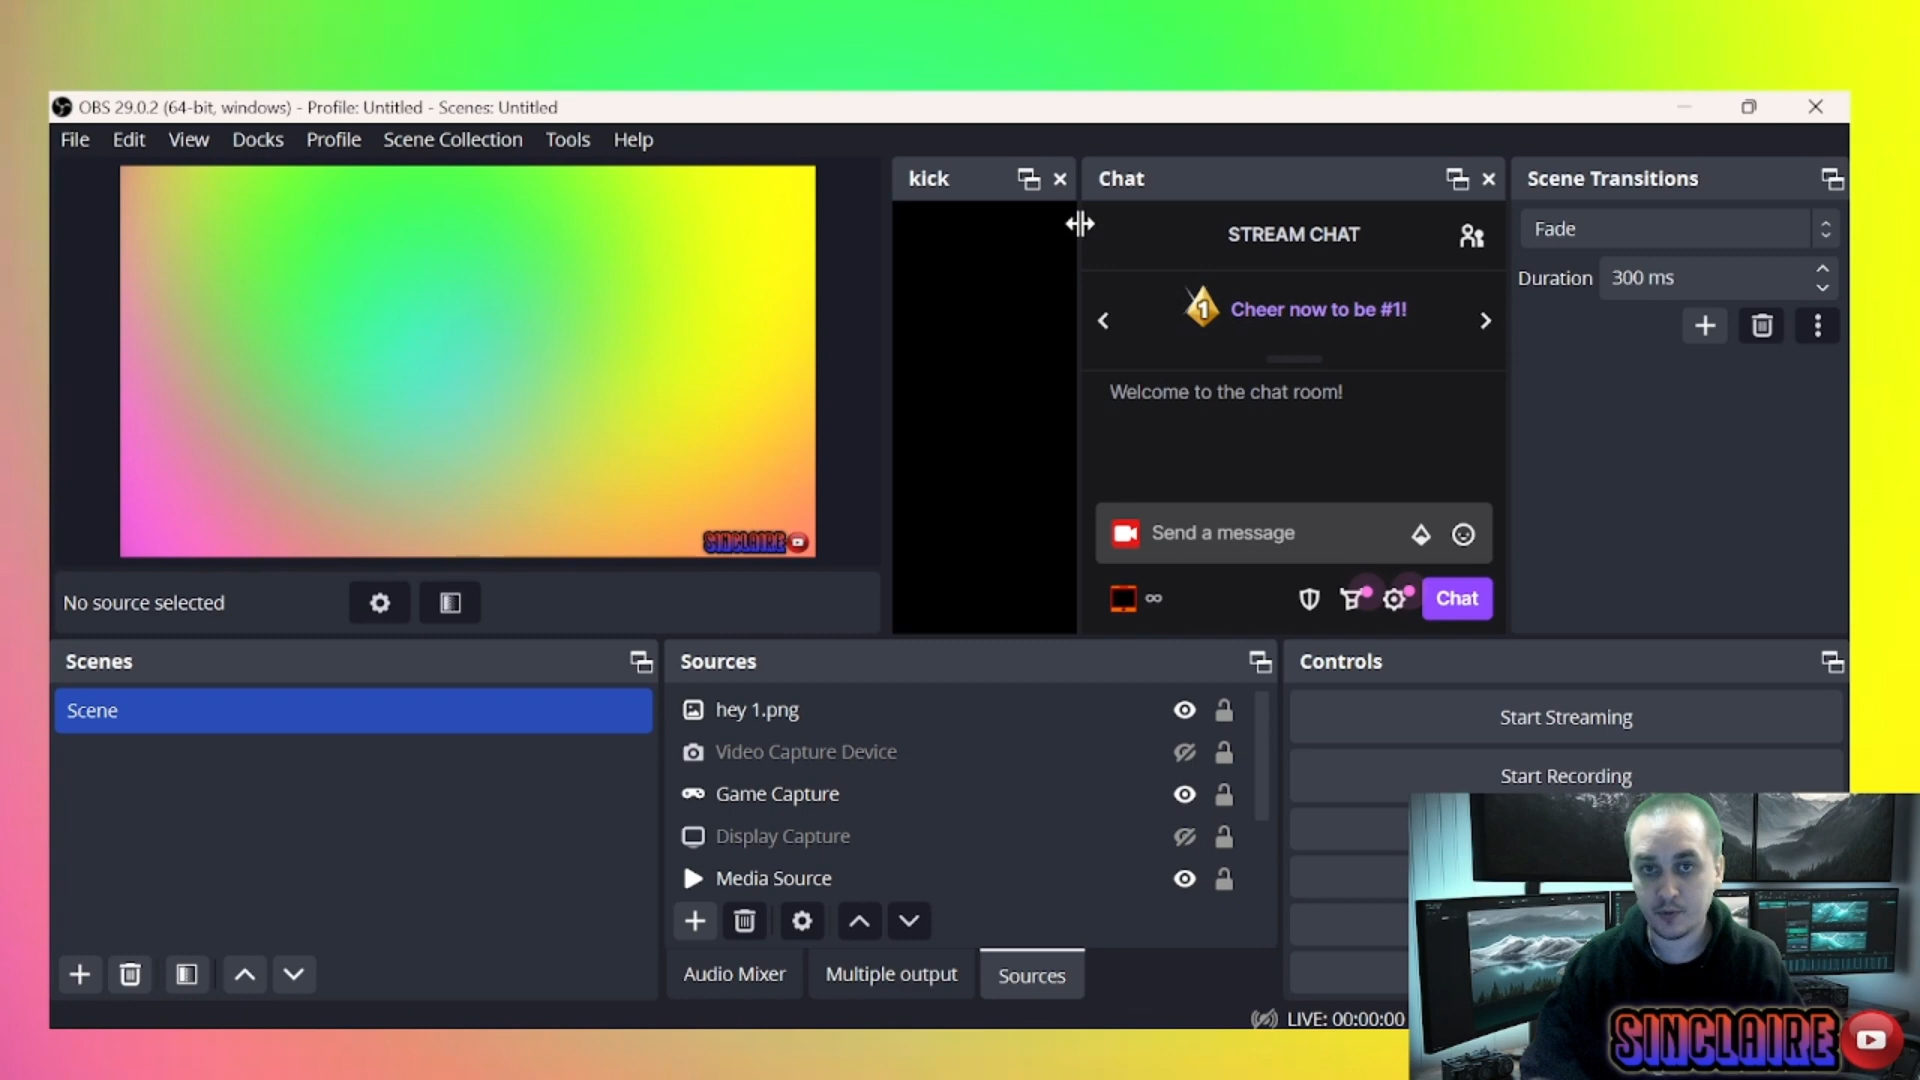 OBS 29.0.2 (64-bit, windows) - Profile: Untitled - Scenes: Untitled
File Edit View Docks Profile Scene Collection Tools Help
kick
Chat
Scene Transitions
STREAM CHAT
Fade
Duration 300 ms
1 Cheer now to be #1!
Welcome to the chat room!
Send a message
SINCLAIRE
∞
Chat
No source selected
Scenes
Scene
Sources
hey 1.png
Video Capture Device
Game Capture
Display Capture
Media Source
Audio Mixer Multiple output Sources
Controls
Start Streaming
Start Recording
LIVE: 00:00:00
SINCLAIRE